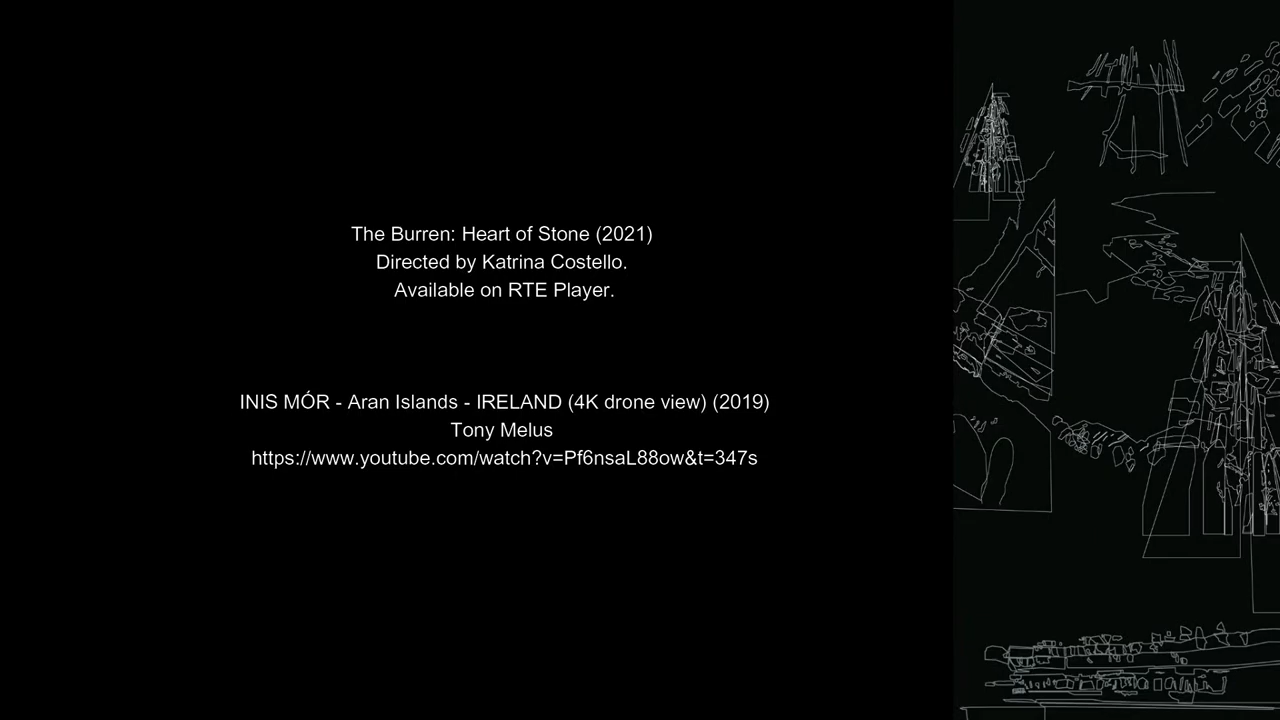 The Burren: Heart of Stone (2021)
Directed by Katrina Costello.
Available on RTE Player.
INIS MÓR - Aran Islands - IRELAND (4K drone view) (2019)
Tony Melus
https://www.youtube.com/watch?v=Pf6nsaL88ow&t=347s